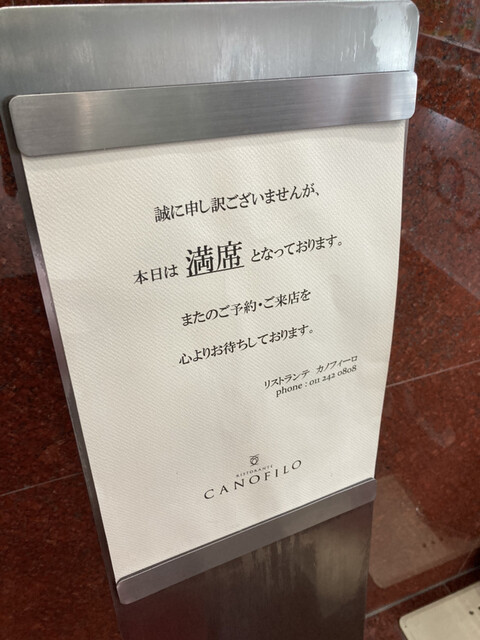 誠に申し訳ございませんが、
本日は 満席 となっております。
またのご予約・ご来店を
心よりお待ちしております。
リストランテ カノフィーロ
phone : 011 242 0808
RISTORANTE
CANOFILO